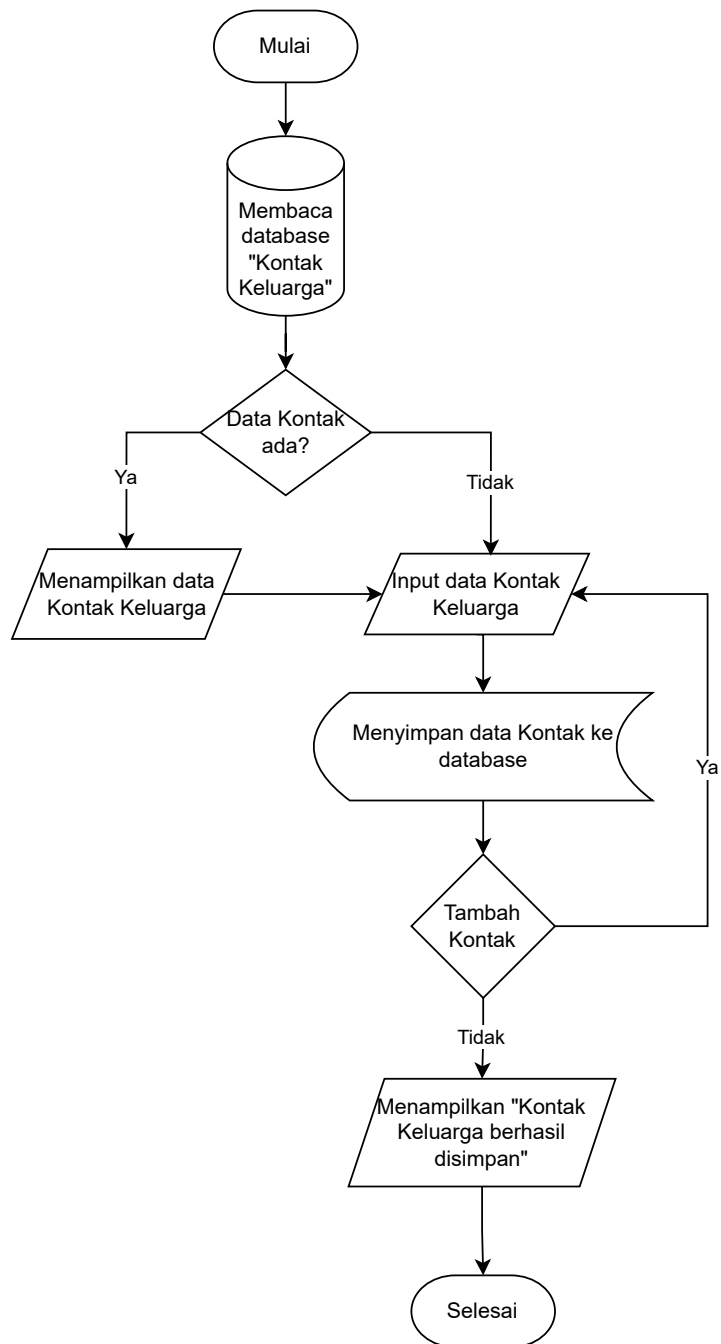 Mulai
Membaca
database
"Kontak
Keluarga"
Data Kontak
ada?
Ya
Tidak
Menampilkan data
Kontak Keluarga
Input data Kontak
Keluarga
Menyimpan data Kontak ke
database
Ya
Tambah
Kontak
Tidak
Menampilkan "Kontak
Keluarga berhasil
disimpan"
Selesai